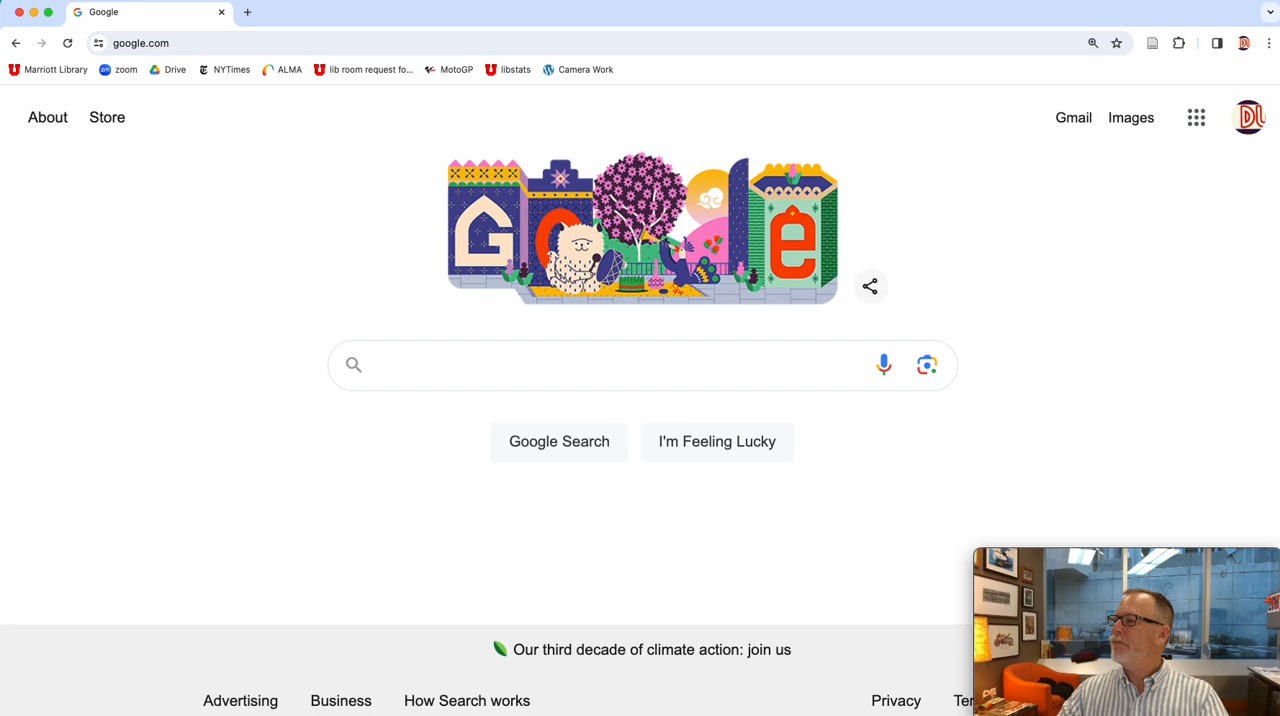 Google
google.com
Marriott Library zoom Drive NYTimes ALMA lib room request fo... MotoGP libstats Camera Work
About Store
Gmail Images
DU
G o o g l e
Google Search I'm Feeling Lucky
Our third decade of climate action: join us
Advertising Business How Search works
Privacy Ter